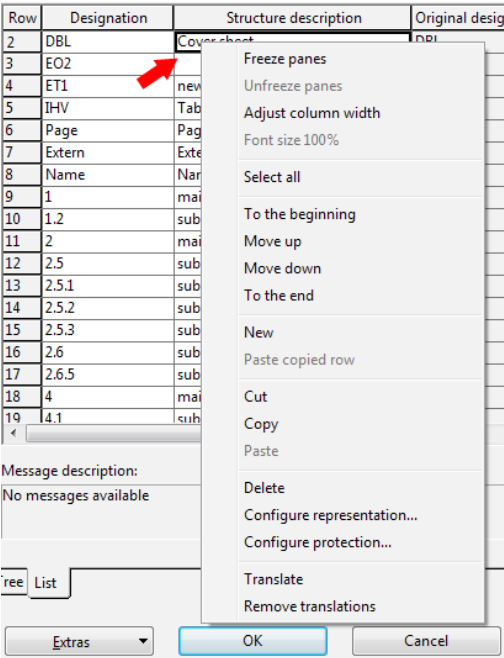 Row Designation Structure description Original desig
2 DBL Cover sheet DBL
3 EO2
4 ET1 new
5 IHV Tab
6 Page Pag
7 Extern Exte
8 Name Nar
9 1 mai
10 1.2 sub
11 2 mai
12 2.5 sub
13 2.5.1 sub
14 2.5.2 sub
15 2.5.3 sub
16 2.6 sub
17 2.6.5 sub
18 4 mai
19 4.1 sub
Freeze panes
Unfreeze panes
Adjust column width
Font size 100%
Select all
To the beginning
Move up
Move down
To the end
New
Paste copied row
Cut
Copy
Paste
Delete
Configure representation...
Configure protection...
Translate
Remove translations
Message description:
No messages available
Tree List
Extras OK Cancel